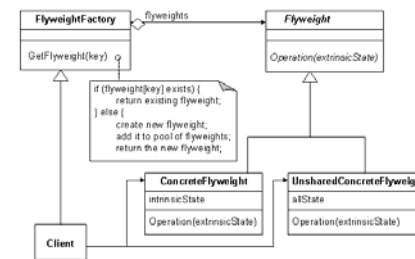 FlyweightFactory
flyweights
Flyweight
GetFlyweight(key)
Operation(extrinsicState)
if (flyweight[key] exists) {
return existing flyweight;
} else {
create new flyweight;
add it to pool of flyweights;
return the new flyweight;
ConcreteFlyweight
intrinsicState
Operation(extrinsicState)
UnsharedConcreteFlyweigh
allState
Operation(extrinsicState)
Client